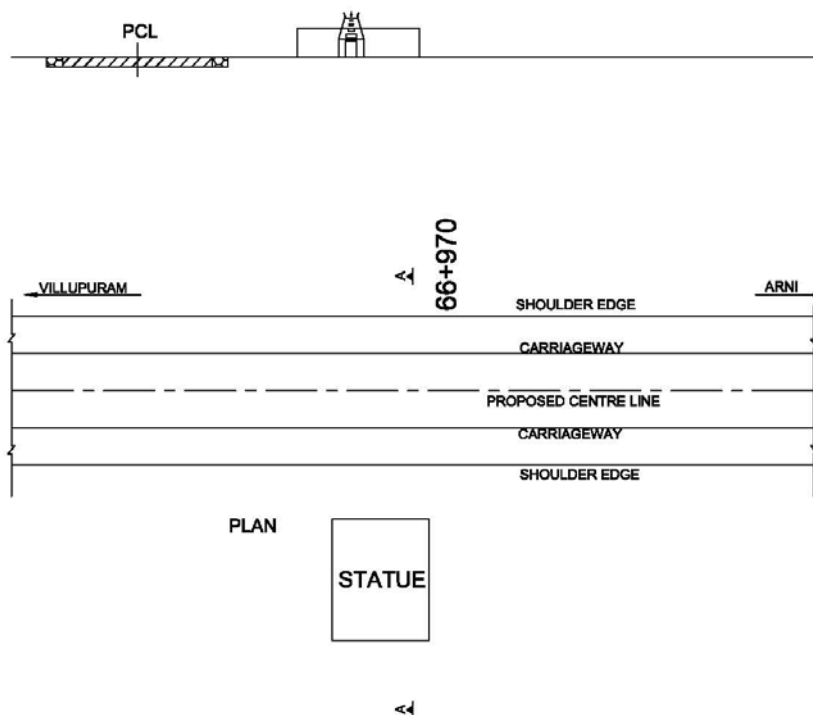 PCL
A
66+970
VILLUPURAM
ARNI
SHOULDER EDGE
CARRIAGEWAY
PROPOSED CENTRE LINE
CARRIAGEWAY
SHOULDER EDGE
PLAN
STATUE
A